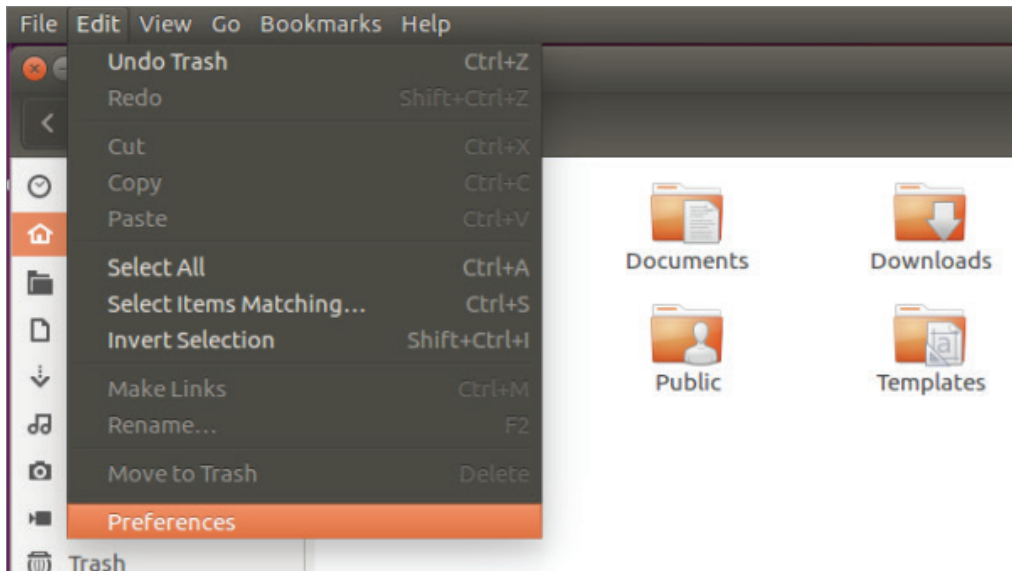 File Edit View Go Bookmarks Help
Undo Trash Ctrl+Z
Redo Shift+Ctrl+Z
Cut Ctrl+X
Copy Ctrl+C
Paste Ctrl+V
Select All Ctrl+A
Select Items Matching... Ctrl+S
Invert Selection Shift+Ctrl+I
Make Links Ctrl+M
Rename... F2
Move to Trash Delete
Preferences
Trash
Documents Downloads
Public Templates